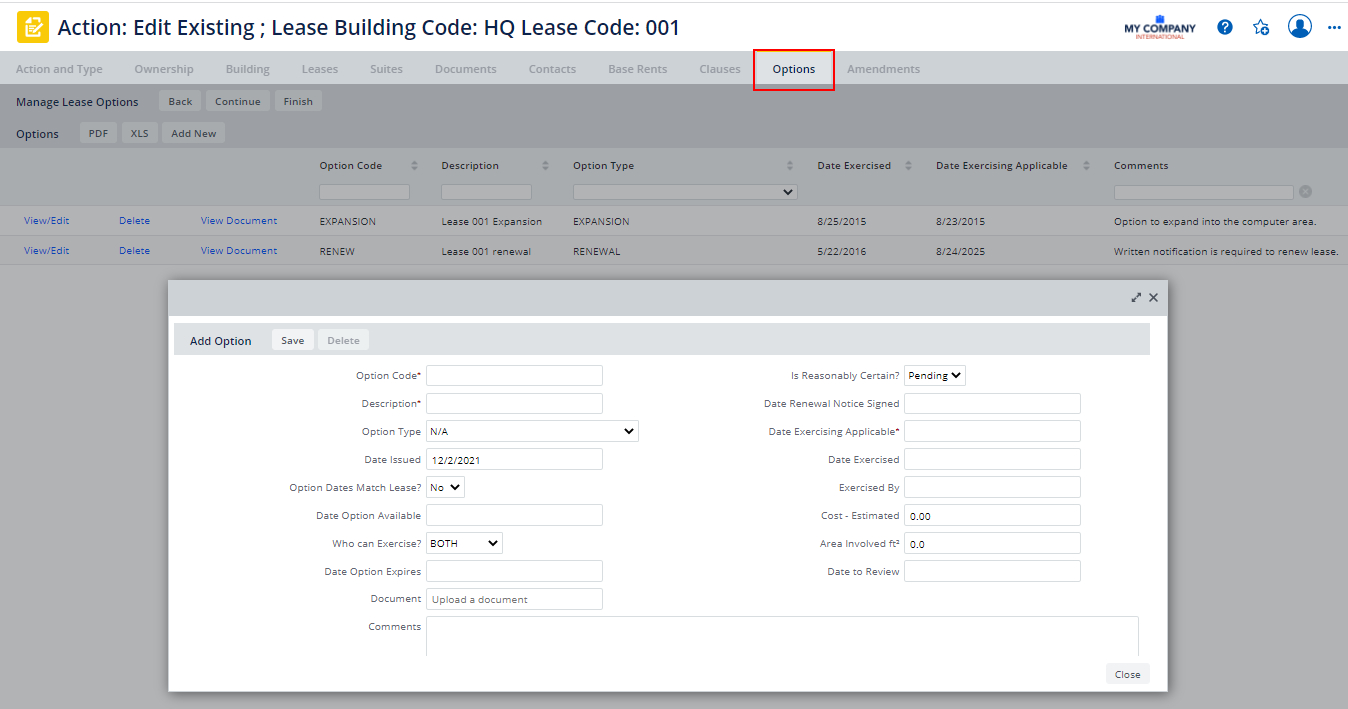 Action: Edit Existing ; Lease Building Code: HQ Lease Code: 001
MY COMPANY
INTERNATIONAL
Action and Type Ownership Building Leases Suites Documents Contacts Base Rents Clauses Options Amendments
Manage Lease Options Back Continue Finish
Options PDF XLS Add New
Option Code Description Option Type Date Exercised Date Exercising Applicable Comments
View/Edit Delete View Document EXPANSION Lease 001 Expansion EXPANSION 8/25/2015 8/23/2015 Option to expand into the computer area.
View/Edit Delete View Document RENEW Lease 001 renewal RENEWAL 5/22/2016 8/24/2025 Written notification is required to renew lease.
Add Option Save Delete
Option Code* Is Reasonably Certain? Pending
Description* Date Renewal Notice Signed
Option Type N/A Date Exercising Applicable*
Date Issued 12/2/2021 Date Exercised
Option Dates Match Lease? No Exercised By
Date Option Available Cost - Estimated 0.00
Who can Exercise? BOTH Area Involved ft² 0.0
Date Option Expires Date to Review
Document Upload a document
Comments
Close